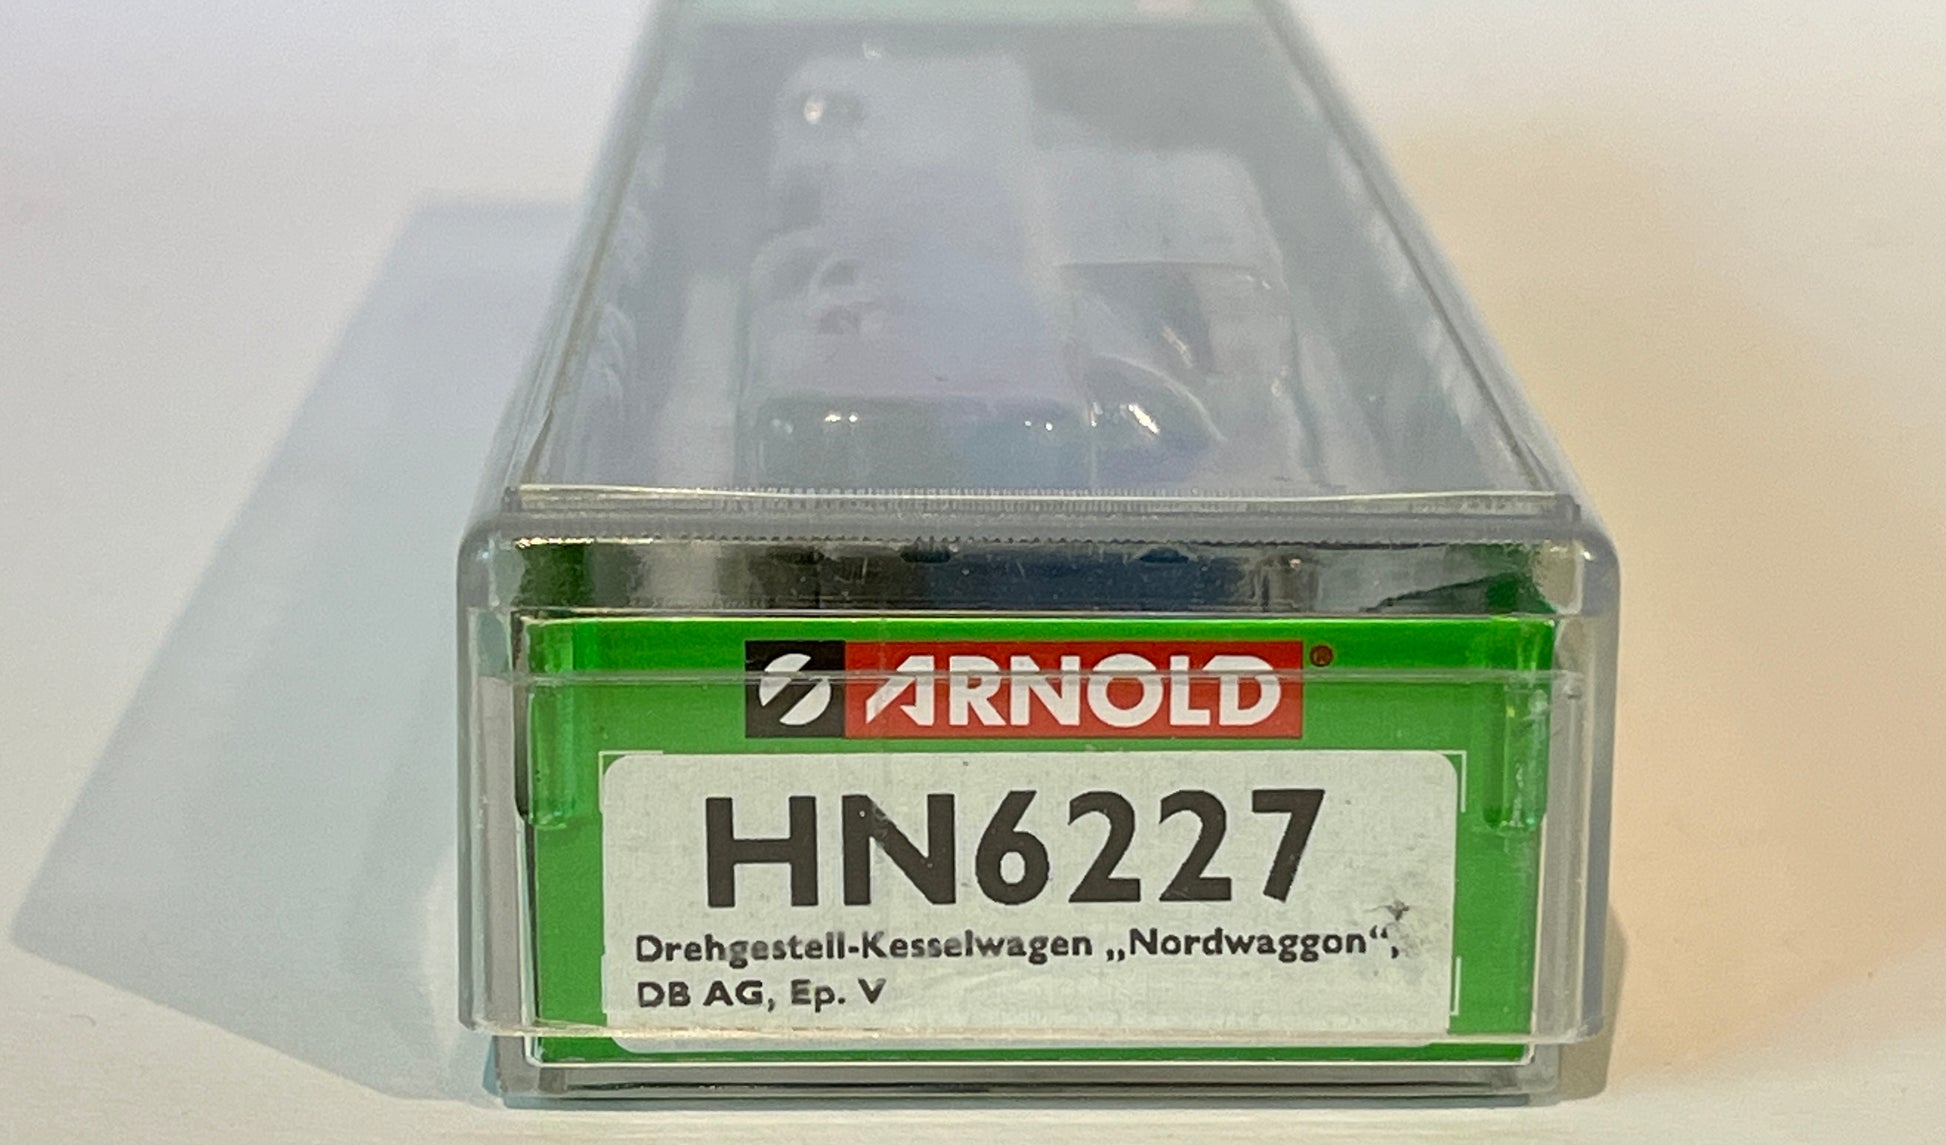 ARNOLD®
HN6227
Drehgestell-Kesselwagen „Nordwaggon“,
DB AG, Ep. V